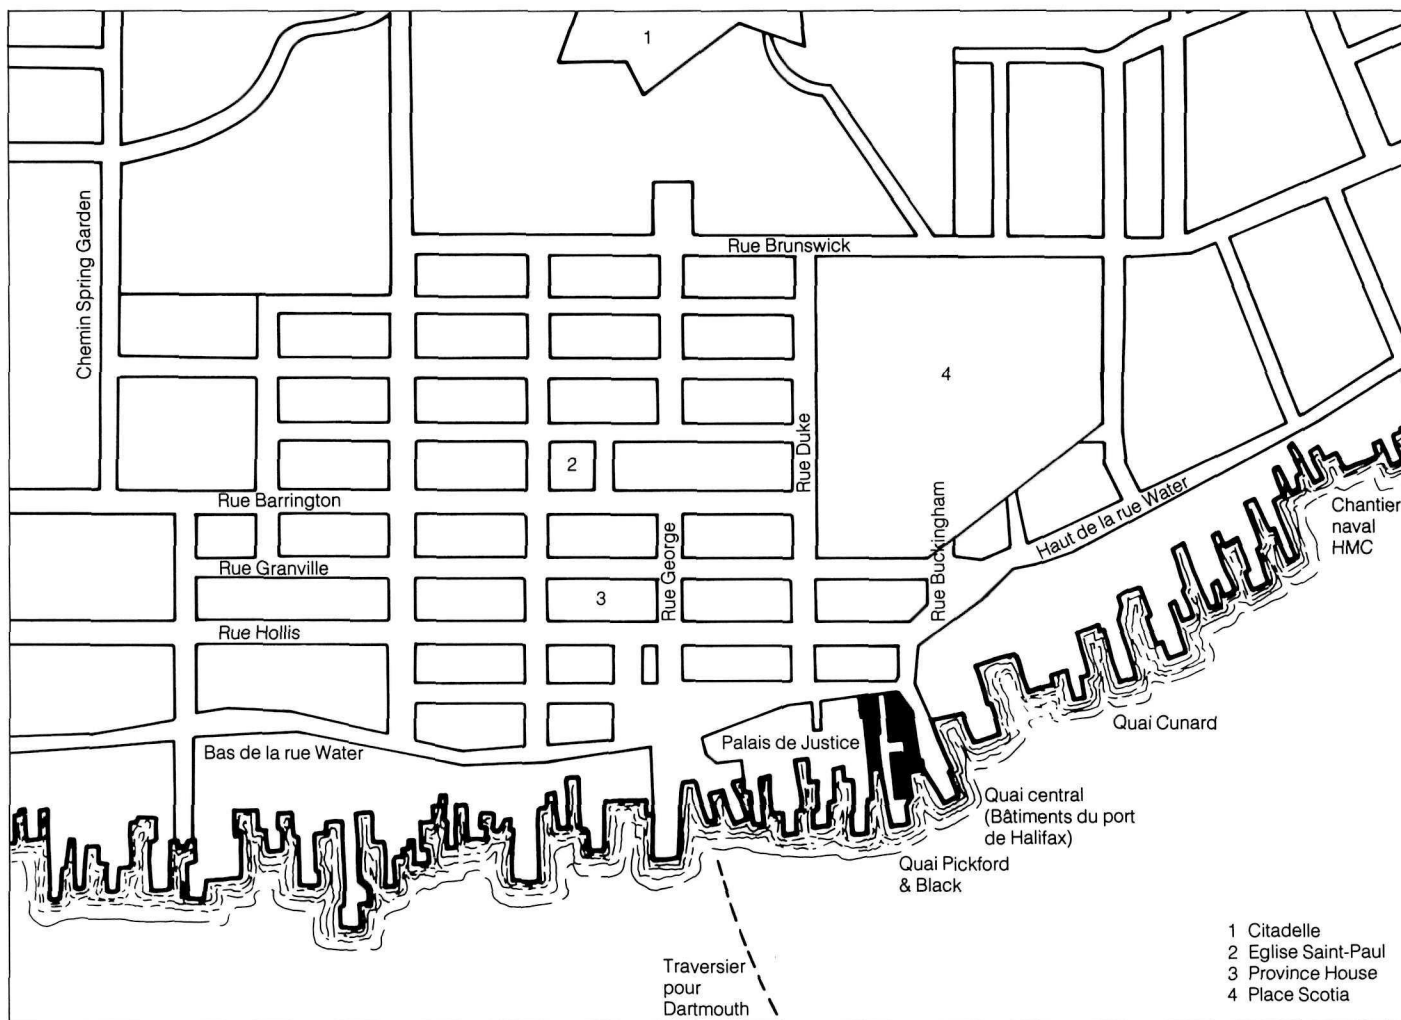 1
Rue Brunswick
Chemin Spring Garden
4
Rue Duke
2
Rue Barrington
Rue Buckingham
Haut de la rue Water
Chantier
naval
HMC
Rue Granville
Rue George
3
Rue Hollis
Quai Cunard
Bas de la rue Water
Palais de Justice
Quai central
(Bâtiments du port
de Halifax)
Quai Pickford
& Black
Traversier
pour
Dartmouth
1 Citadelle
2 Eglise Saint-Paul
3 Province House
4 Place Scotia